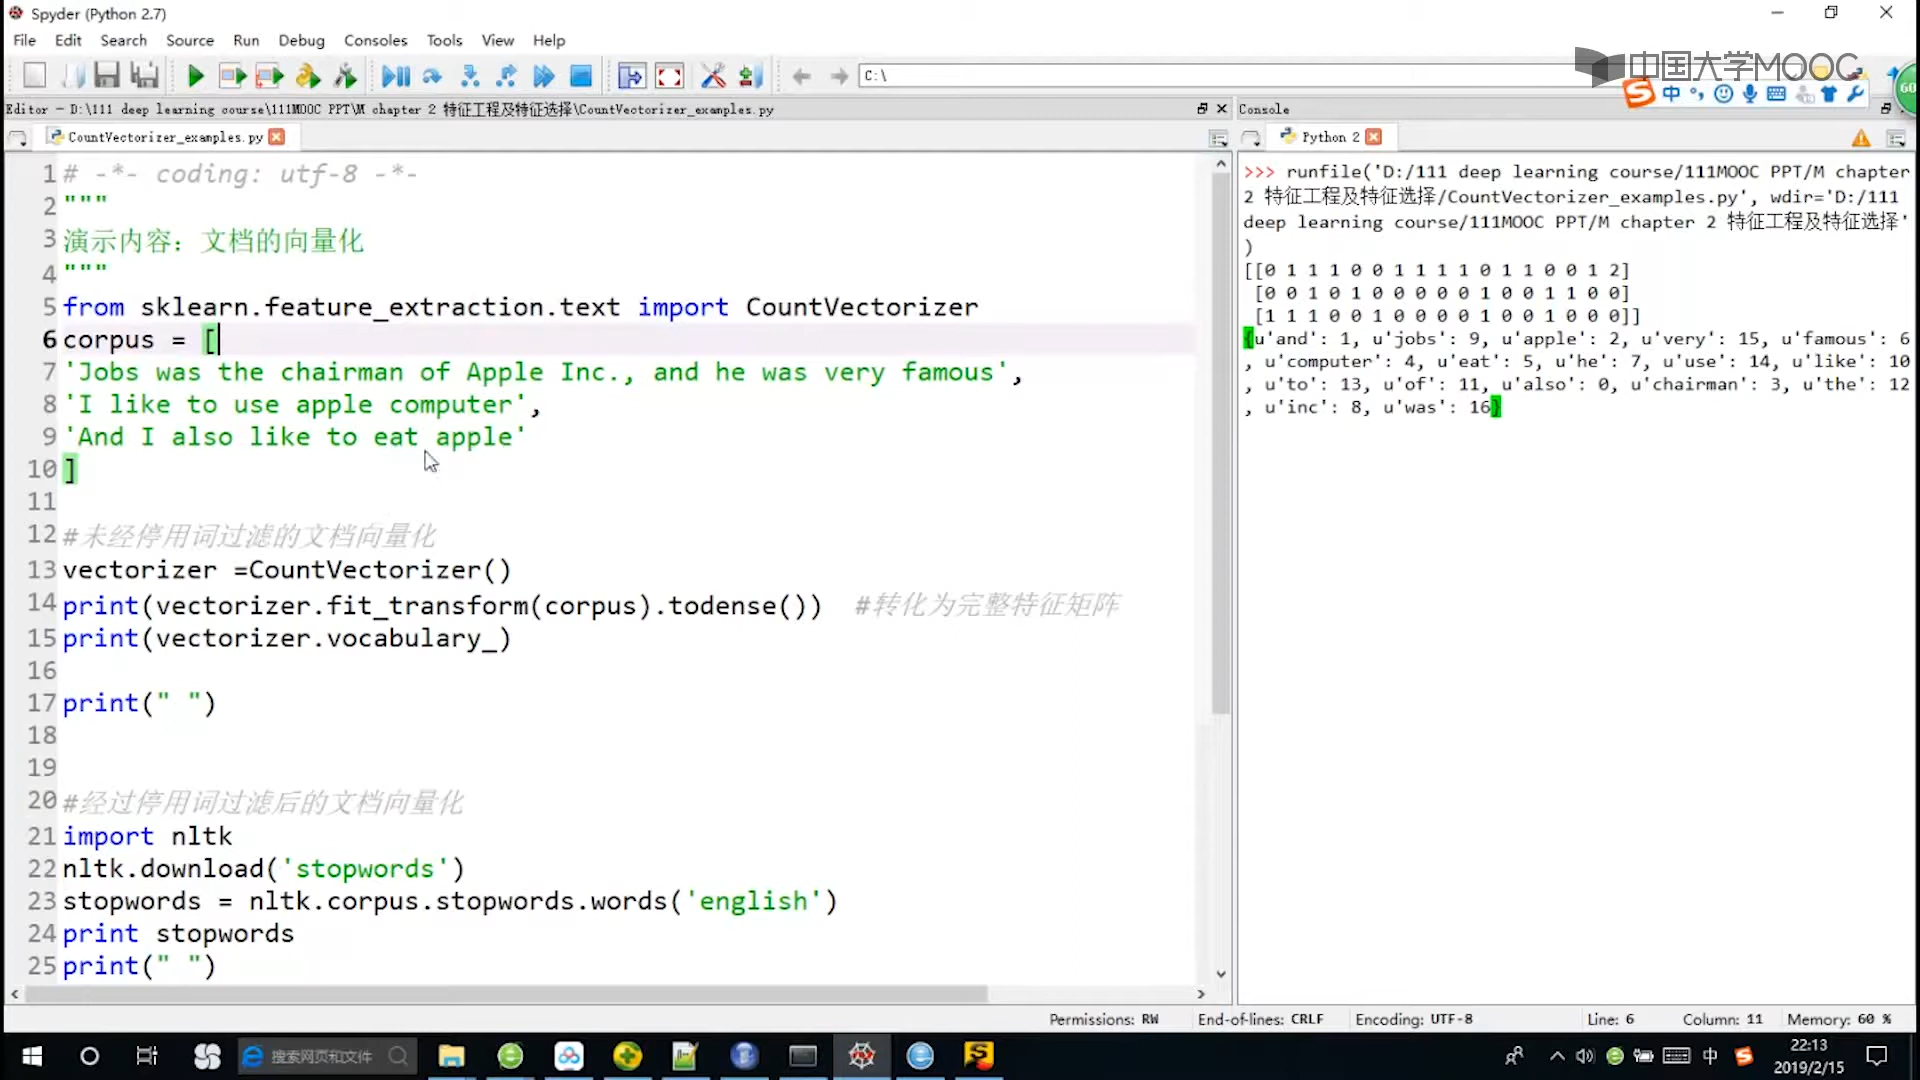 Spyder (Python 2.7)
File Edit Search Source Run Debug Consoles Tools View Help
C:\
中国大学MOOC
中
60
Editor - D:\111 deep learning course\111MOOC PPT\M chapter 2 特征工程及特征选择\CountVectorizer_examples.py
Console
CountVectorizer_examples.py
Python 2
1 # -*- coding: utf-8 -*-
2 """
3 演示内容: 文档的向量化
4 """
5 from sklearn.feature_extraction.text import CountVectorizer
6 corpus = [
7 'Jobs was the chairman of Apple Inc., and he was very famous',
8 'I like to use apple computer',
9 'And I also like to eat apple'
10 ]
11
12 #未经停用词过滤的文档向量化
13 vectorizer =CountVectorizer()
14 print(vectorizer.fit_transform(corpus).todense()) #转化为完整特征矩阵
15 print(vectorizer.vocabulary_)
16
17 print(" ")
18
19
20 #经过停用词过滤后的文档向量化
21 import nltk
22 nltk.download('stopwords')
23 stopwords = nltk.corpus.stopwords.words('english')
24 print stopwords
25 print(" ")
>>> runfile('D:/111 deep learning course/111MOOC PPT/M chapter
2 特征工程及特征选择/CountVectorizer_examples.py', wdir='D:/111
deep learning course/111MOOC PPT/M chapter 2 特征工程及特征选择'
)
[[0 1 1 1 0 0 1 1 1 1 0 1 1 0 0 1 2]
[0 0 1 0 1 0 0 0 0 0 1 0 0 1 1 0 0]
[1 1 1 0 0 1 0 0 0 0 1 0 0 1 0 0 0]]
{u'and': 1, u'jobs': 9, u'apple': 2, u'very': 15, u'famous': 6
, u'computer': 4, u'eat': 5, u'he': 7, u'use': 14, u'like': 10
, u'to': 13, u'of': 11, u'also': 0, u'chairman': 3, u'the': 12
, u'inc': 8, u'was': 16}
Permissions: RW End-of-lines: CRLF Encoding: UTF-8 Line: 6 Column: 11 Memory: 60 %
搜索网页和文件
中
22:13
2019/2/15